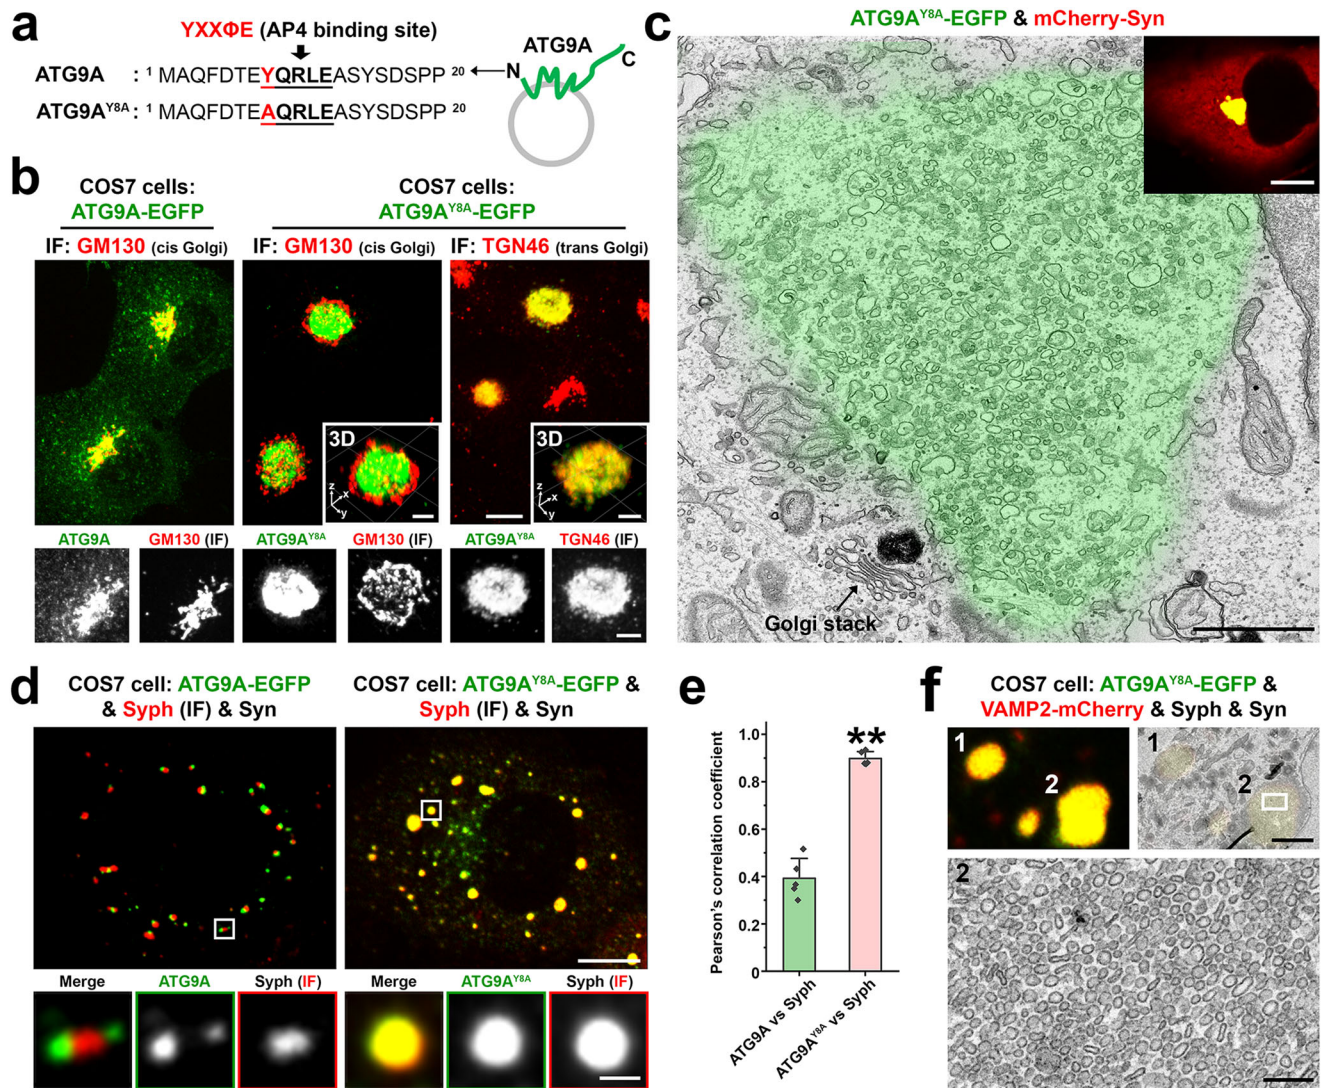 a
YXXΦE (AP4 binding site)
ATG9A : 1 MAQFDTEYQRLEASYSDSPP 20
ATG9AY8A : 1 MAQFDTEAQRLEASYSDSPP 20
ATG9A
N
C
b
COS7 cells:
ATG9A-EGFP
COS7 cells:
ATG9AY8A-EGFP
IF: GM130 (cis Golgi)
IF: GM130 (cis Golgi)
IF: TGN46 (trans Golgi)
3D
z
x
y
3D
z
x
y
ATG9A
GM130 (IF)
ATG9AY8A
GM130 (IF)
ATG9AY8A
TGN46 (IF)
c
ATG9AY8A-EGFP & mCherry-Syn
Golgi stack
d
COS7 cell: ATG9A-EGFP
& Syph (IF) & Syn
COS7 cell: ATG9AY8A-EGFP &
Syph (IF) & Syn
Merge
ATG9A
Syph (IF)
Merge
ATG9AY8A
Syph (IF)
e
Pearson's correlation coefficient
1.0
0.8
0.6
0.4
0.2
0
**
ATG9A vs Syph
ATG9AY8A vs Syph
f
COS7 cell: ATG9AY8A-EGFP &
VAMP2-mCherry & Syph & Syn
1
2
1
2
2